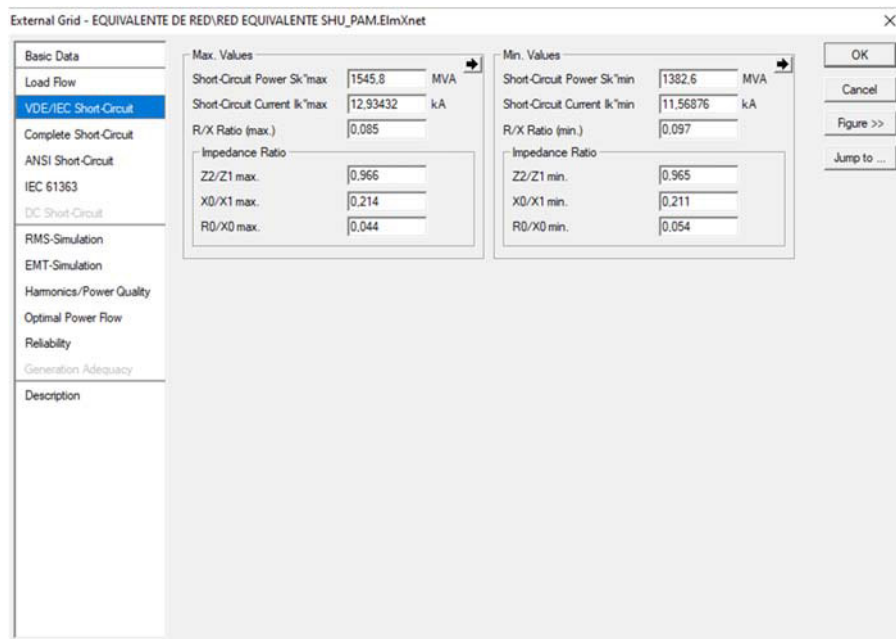 External Grid - EQUIVALENTE DE RED\RED EQUIVALENTE SHU_PAM.ElmXnet
Basic Data
Load Flow
VDE/IEC Short-Circuit
Complete Short-Circuit
ANSI Short-Circuit
IEC 61363
DC Short-Circuit
RMS-Simulation
EMT-Simulation
Harmonics/Power Quality
Optimal Power Flow
Reliability
Generation Adequacy
Description
Max. Values
Short-Circuit Power Sk"max 1545,8 MVA
Short-Circuit Current Ik"max 12,93432 kA
R/X Ratio (max.) 0,085
Impedance Ratio
Z2/Z1 max. 0,966
X0/X1 max. 0,214
R0/X0 max. 0,044
Min. Values
Short-Circuit Power Sk"min 1382,6 MVA
Short-Circuit Current Ik"min 11,56876 kA
R/X Ratio (min.) 0,097
Impedance Ratio
Z2/Z1 min. 0,965
X0/X1 min. 0,211
R0/X0 min. 0,054
OK
Cancel
Figure >>
Jump to ...